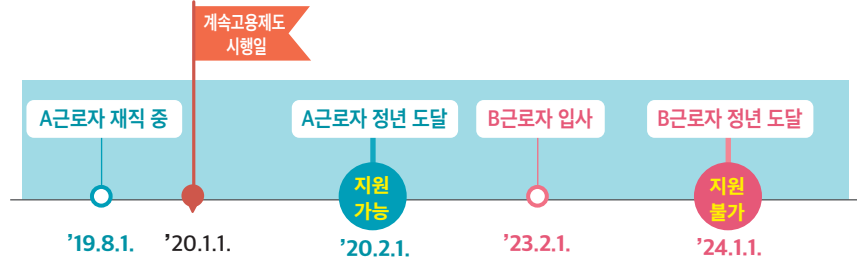 계속고용제도
시행일
A근로자 재직 중
A근로자 정년 도달
B근로자 입사
B근로자 정년 도달
지원
가능
지원
불가
’19.8.1.
’20.1.1.
’20.2.1.
’23.2.1.
’24.1.1.